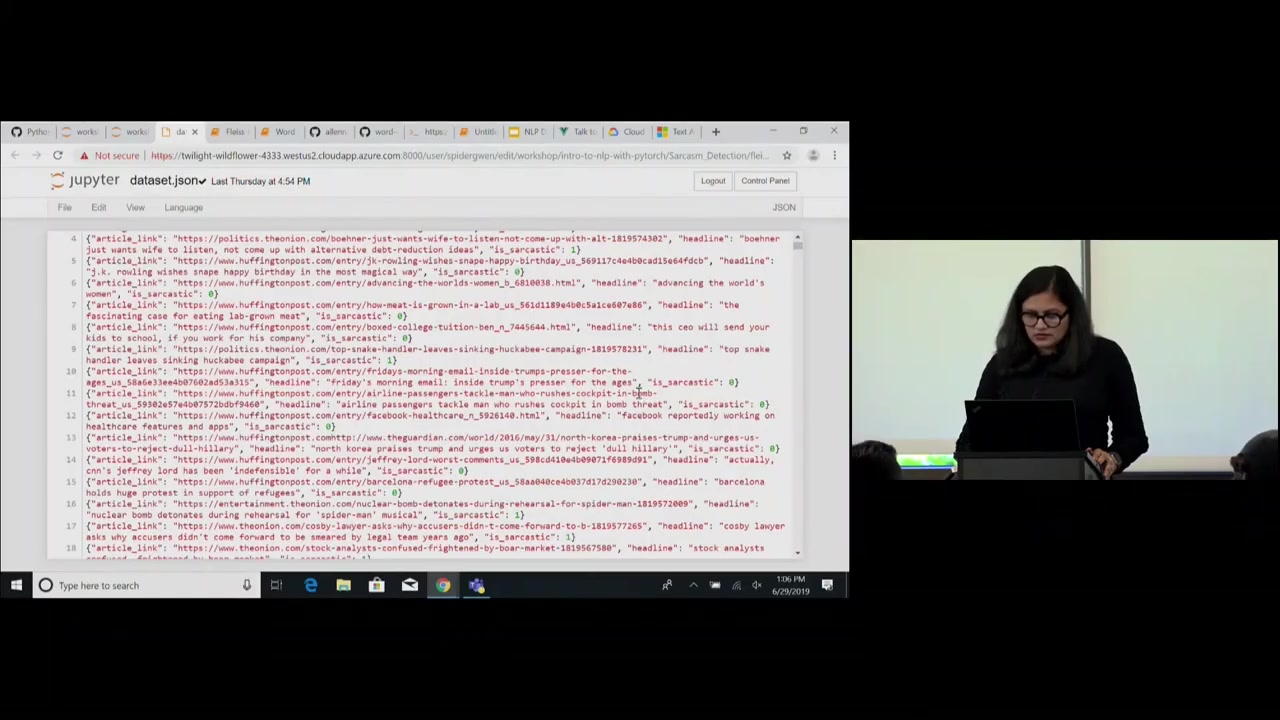 Pytho works works da × Fleiss Word allenn word- https: Untitl NLP D Talk to Cloud Text A +
Not secure https://twilight-wildflower-4333.westus2.cloudapp.azure.com:8000/user/spidergwen/edit/workshop/intro-to-nlp-with-pytorch/Sarcasm_Detection/flei...
jupyter dataset.json Last Thursday at 4:54 PM Logout Control Panel
File Edit View Language JSON
4 {"article_link": "https://politics.theonion.com/boehner-just-wants-wife-to-listen-not-come-up-with-alt-1819574302", "headline": "boehner
just wants wife to listen, not come up with alternative debt-reduction ideas", "is_sarcastic": 1}
5 {"article_link": "https://www.huffingtonpost.com/entry/jk-rowling-wishes-snape-happy-birthday_us_569117c4e4b0cad15e64fdcb", "headline":
"j.k. rowling wishes snape happy birthday in the most magical way", "is_sarcastic": 0}
6 {"article_link": "https://www.huffingtonpost.com/entry/advancing-the-worlds-women_b_6810038.html", "headline": "advancing the world's
women", "is_sarcastic": 0}
7 {"article_link": "https://www.huffingtonpost.com/entry/how-meat-is-grown-in-a-lab_us_561d1189e4b0c5a1ce607e86", "headline": "the
fascinating case for eating lab-grown meat", "is_sarcastic": 0}
8 {"article_link": "https://www.huffingtonpost.com/entry/boxed-college-tuition-ben_n_7445644.html", "headline": "this ceo will send your
kids to school, if you work for his company", "is_sarcastic": 0}
9 {"article_link": "https://politics.theonion.com/top-snake-handler-leaves-sinking-huckabee-campaign-1819578231", "headline": "top snake
handler leaves sinking huckabee campaign", "is_sarcastic": 1}
10 {"article_link": "https://www.huffingtonpost.com/entry/fridays-morning-email-inside-trumps-presser-for-the-
ages_us_58a6e33ee4b07602ad53a315", "headline": "friday's morning email: inside trump's presser for the ages", "is_sarcastic": 0}
11 {"article_link": "https://www.huffingtonpost.com/entry/airline-passengers-tackle-man-who-rushes-cockpit-in-bomb-
threat_us_59302e57e4b07572bdbf9460", "headline": "airline passengers tackle man who rushes cockpit in bomb threat", "is_sarcastic": 0}
12 {"article_link": "https://www.huffingtonpost.com/entry/facebook-healthcare_n_5926140.html", "headline": "facebook reportedly working on
healthcare features and apps", "is_sarcastic": 0}
13 {"article_link": "https://www.huffingtonpost.comhttp://www.theguardian.com/world/2016/may/31/north-korea-praises-trump-and-urges-us-
voters-to-reject-dull-hillary", "headline": "north korea praises trump and urges us voters to reject 'dull hillary'", "is_sarcastic": 0}
14 {"article_link": "https://www.huffingtonpost.com/entry/jeffrey-lord-worst-comments_us_598cd410e4b09071f6989d91", "headline": "actually,
cnn's jeffrey lord has been 'indefensible' for a while", "is_sarcastic": 0}
15 {"article_link": "https://www.huffingtonpost.com/entry/barcelona-refugee-protest_us_58aa040ce4b037d17d290230", "headline": "barcelona
holds huge protest in support of refugees", "is_sarcastic": 0}
16 {"article_link": "https://entertainment.theonion.com/nuclear-bomb-detonates-during-rehearsal-for-spider-man-1819572009", "headline":
"nuclear bomb detonates during rehearsal for 'spider-man' musical", "is_sarcastic": 1}
17 {"article_link": "https://www.theonion.com/cosby-lawyer-asks-why-accusers-didn-t-come-forward-to-b-1819577265", "headline": "cosby lawyer
asks why accusers didn't come forward to be smeared by legal team years ago", "is_sarcastic": 1}
18 {"article_link": "https://www.theonion.com/stock-analysts-confused-frightened-by-boar-market-1819567580", "headline": "stock analysts
confused, frightened by boar market", "is_sarcastic": 1}
Type here to search
1:06 PM
6/29/2019